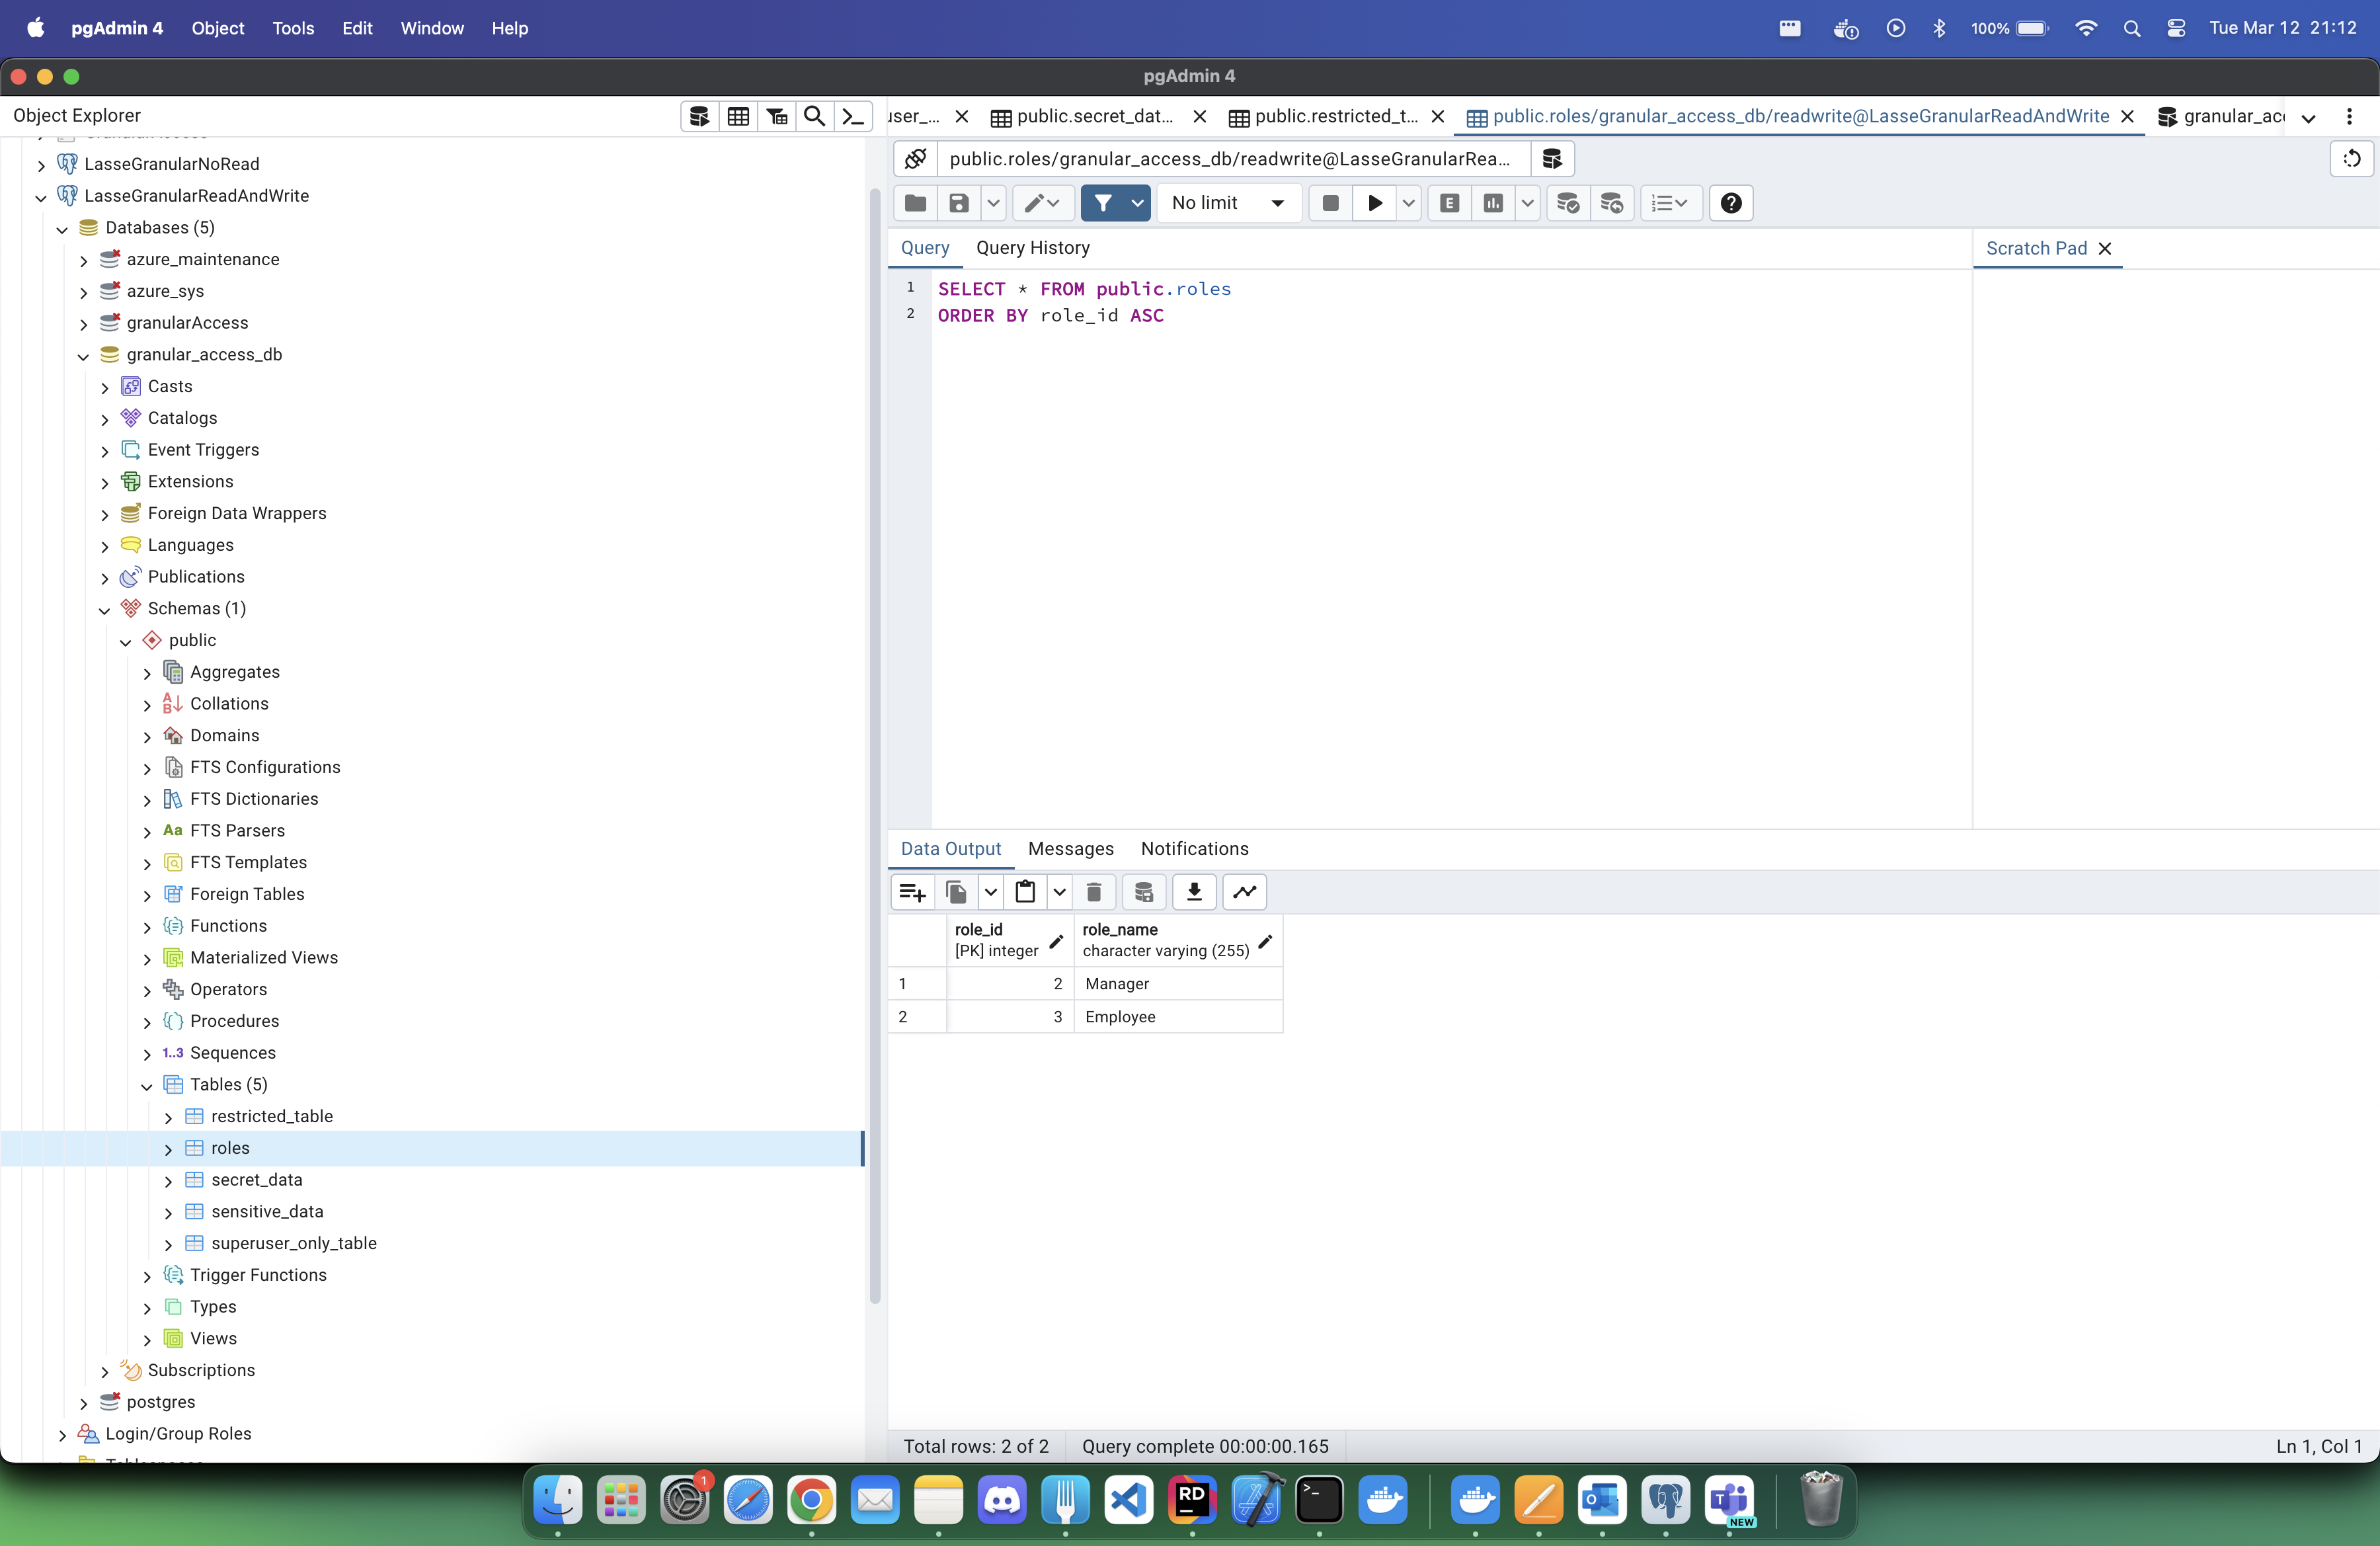 pgAdmin 4 Object Tools Edit Window Help 100% Tue Mar 12 21:12
pgAdmin 4
Object Explorer
LasseGranularNoRead
LasseGranularReadAndWrite
Databases (5)
azure_maintenance
azure_sys
granularAccess
granular_access_db
Casts
Catalogs
Event Triggers
Extensions
Foreign Data Wrappers
Languages
Publications
Schemas (1)
public
Aggregates
Collations
Domains
FTS Configurations
FTS Dictionaries
Aa FTS Parsers
FTS Templates
Foreign Tables
Functions
Materialized Views
Operators
Procedures
1..3 Sequences
Tables (5)
restricted_table
roles
secret_data
sensitive_data
superuser_only_table
Trigger Functions
Types
Views
Subscriptions
postgres
Login/Group Roles
user_... public.secret_dat... public.restricted_t... public.roles/granular_access_db/readwrite@LasseGranularReadAndWrite granular_acc
public.roles/granular_access_db/readwrite@LasseGranularRea...
No limit E
Query Query History Scratch Pad
1 SELECT * FROM public.roles
2 ORDER BY role_id ASC
Data Output Messages Notifications
role_id role_name
[PK] integer character varying (255)
1 2 Manager
2 3 Employee
Total rows: 2 of 2 Query complete 00:00:00.165 Ln 1, Col 1
1
RD
NEW